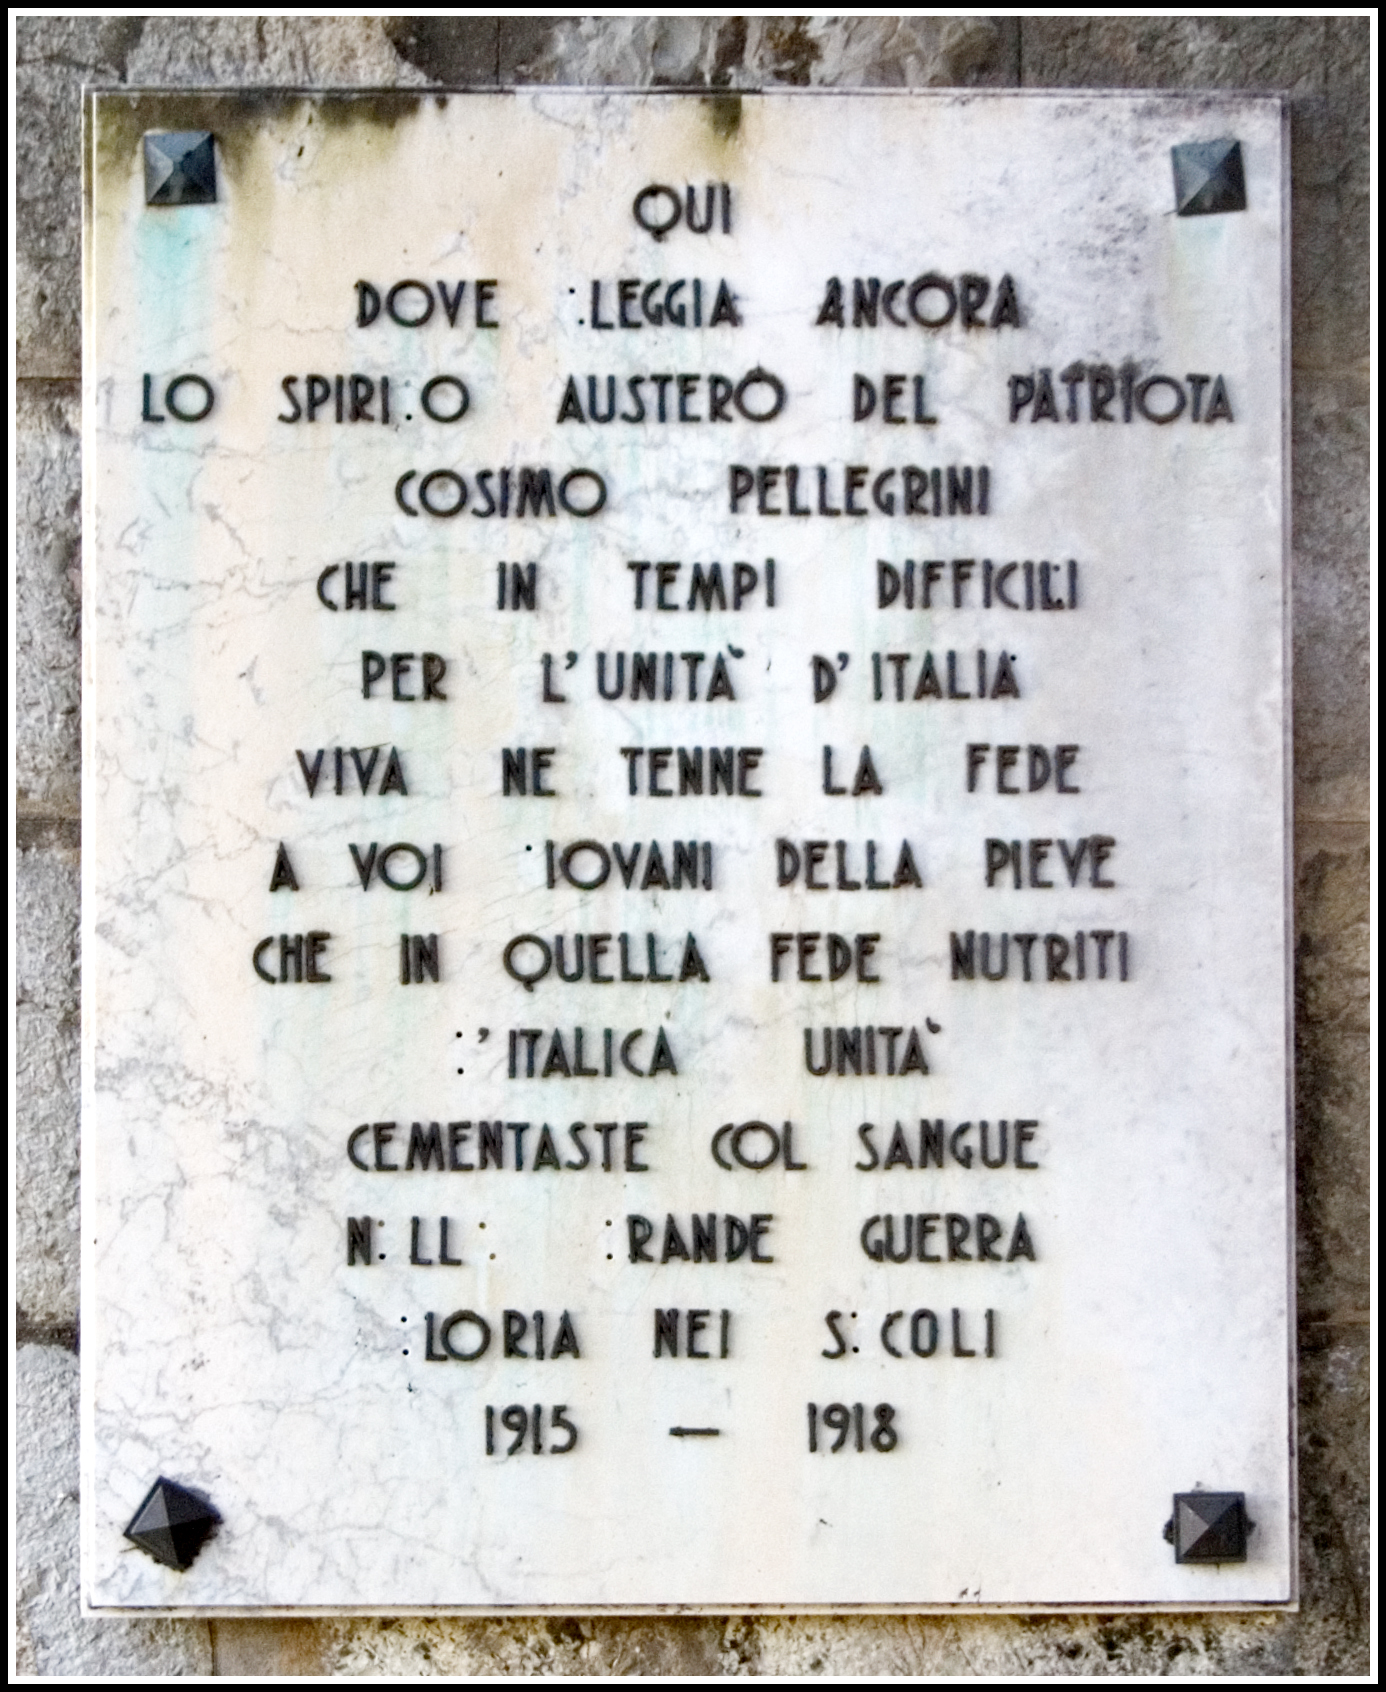 QUI
DOVE LEGGIA ANCORA
LO SPIRI O AUSTERO DEL PATRIOTA
COSIMO PELLEGRINI
CHE IN TEMPI DIFFICILI
PER L'UNITA' D'ITALIA
VIVA NE TENNE LA FEDE
A VOI IOVANI DELLA PIEVE
CHE IN QUELLA FEDE NUTRITI
'ITALICA UNITA'
CEMENTASTE COL SANGUE
N LL RANDE GUERRA
LORIA NEI S COLI
1915 — 1918